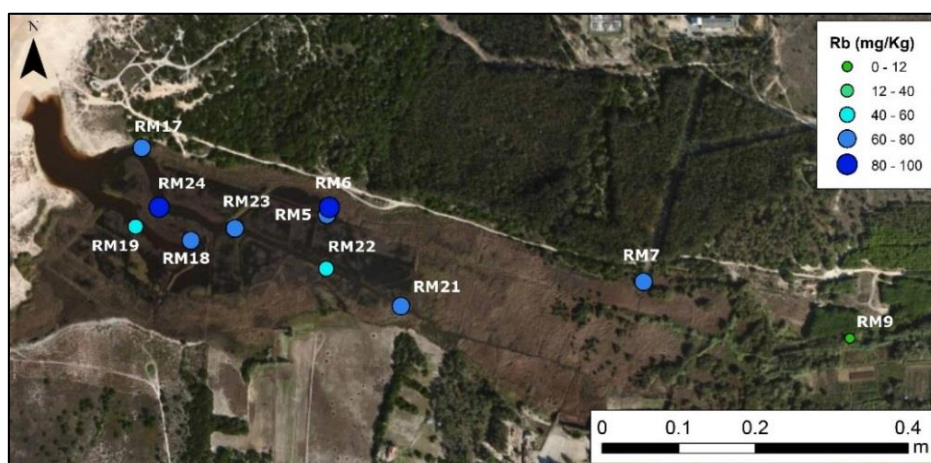 N
Rb (mg/Kg)
0 - 12
12 - 40
40 - 60
60 - 80
80 - 100
RM17
RM24
RM6
RM23
RM5
RM19
RM18
RM22
RM7
RM21
RM9
0 0.1 0.2 0.4
m